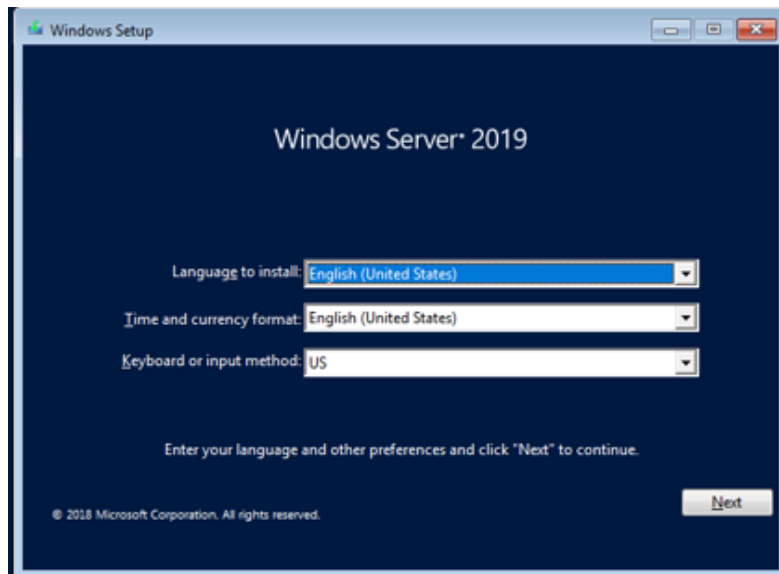 Windows Setup
Windows Server® 2019
Language to install: English (United States)
Time and currency format: English (United States)
Keyboard or input method: US
Enter your language and other preferences and click "Next" to continue.
Next
© 2018 Microsoft Corporation. All rights reserved.